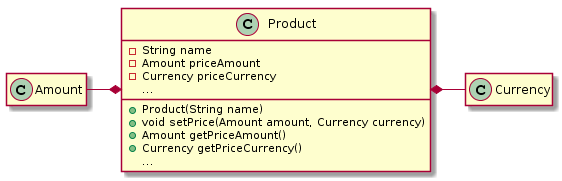 C Product
String name
Amount priceAmount
Currency priceCurrency
...
Product(String name)
void setPrice(Amount amount, Currency currency)
Amount getPriceAmount()
Currency getPriceCurrency()
...
C Amount
C Currency